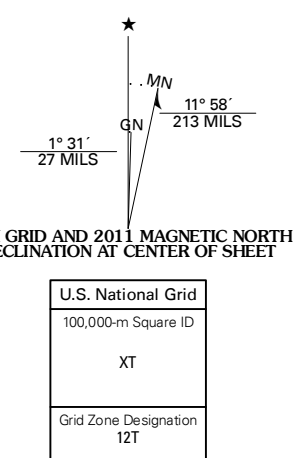 ★
MN
11° 58´
213 MILS
GN
1° 31´
27 MILS
GRID AND 2011 MAGNETIC NORTH
DECLINATION AT CENTER OF SHEET
U.S. National Grid
100,000-m Square ID
XT
Grid Zone Designation
12T